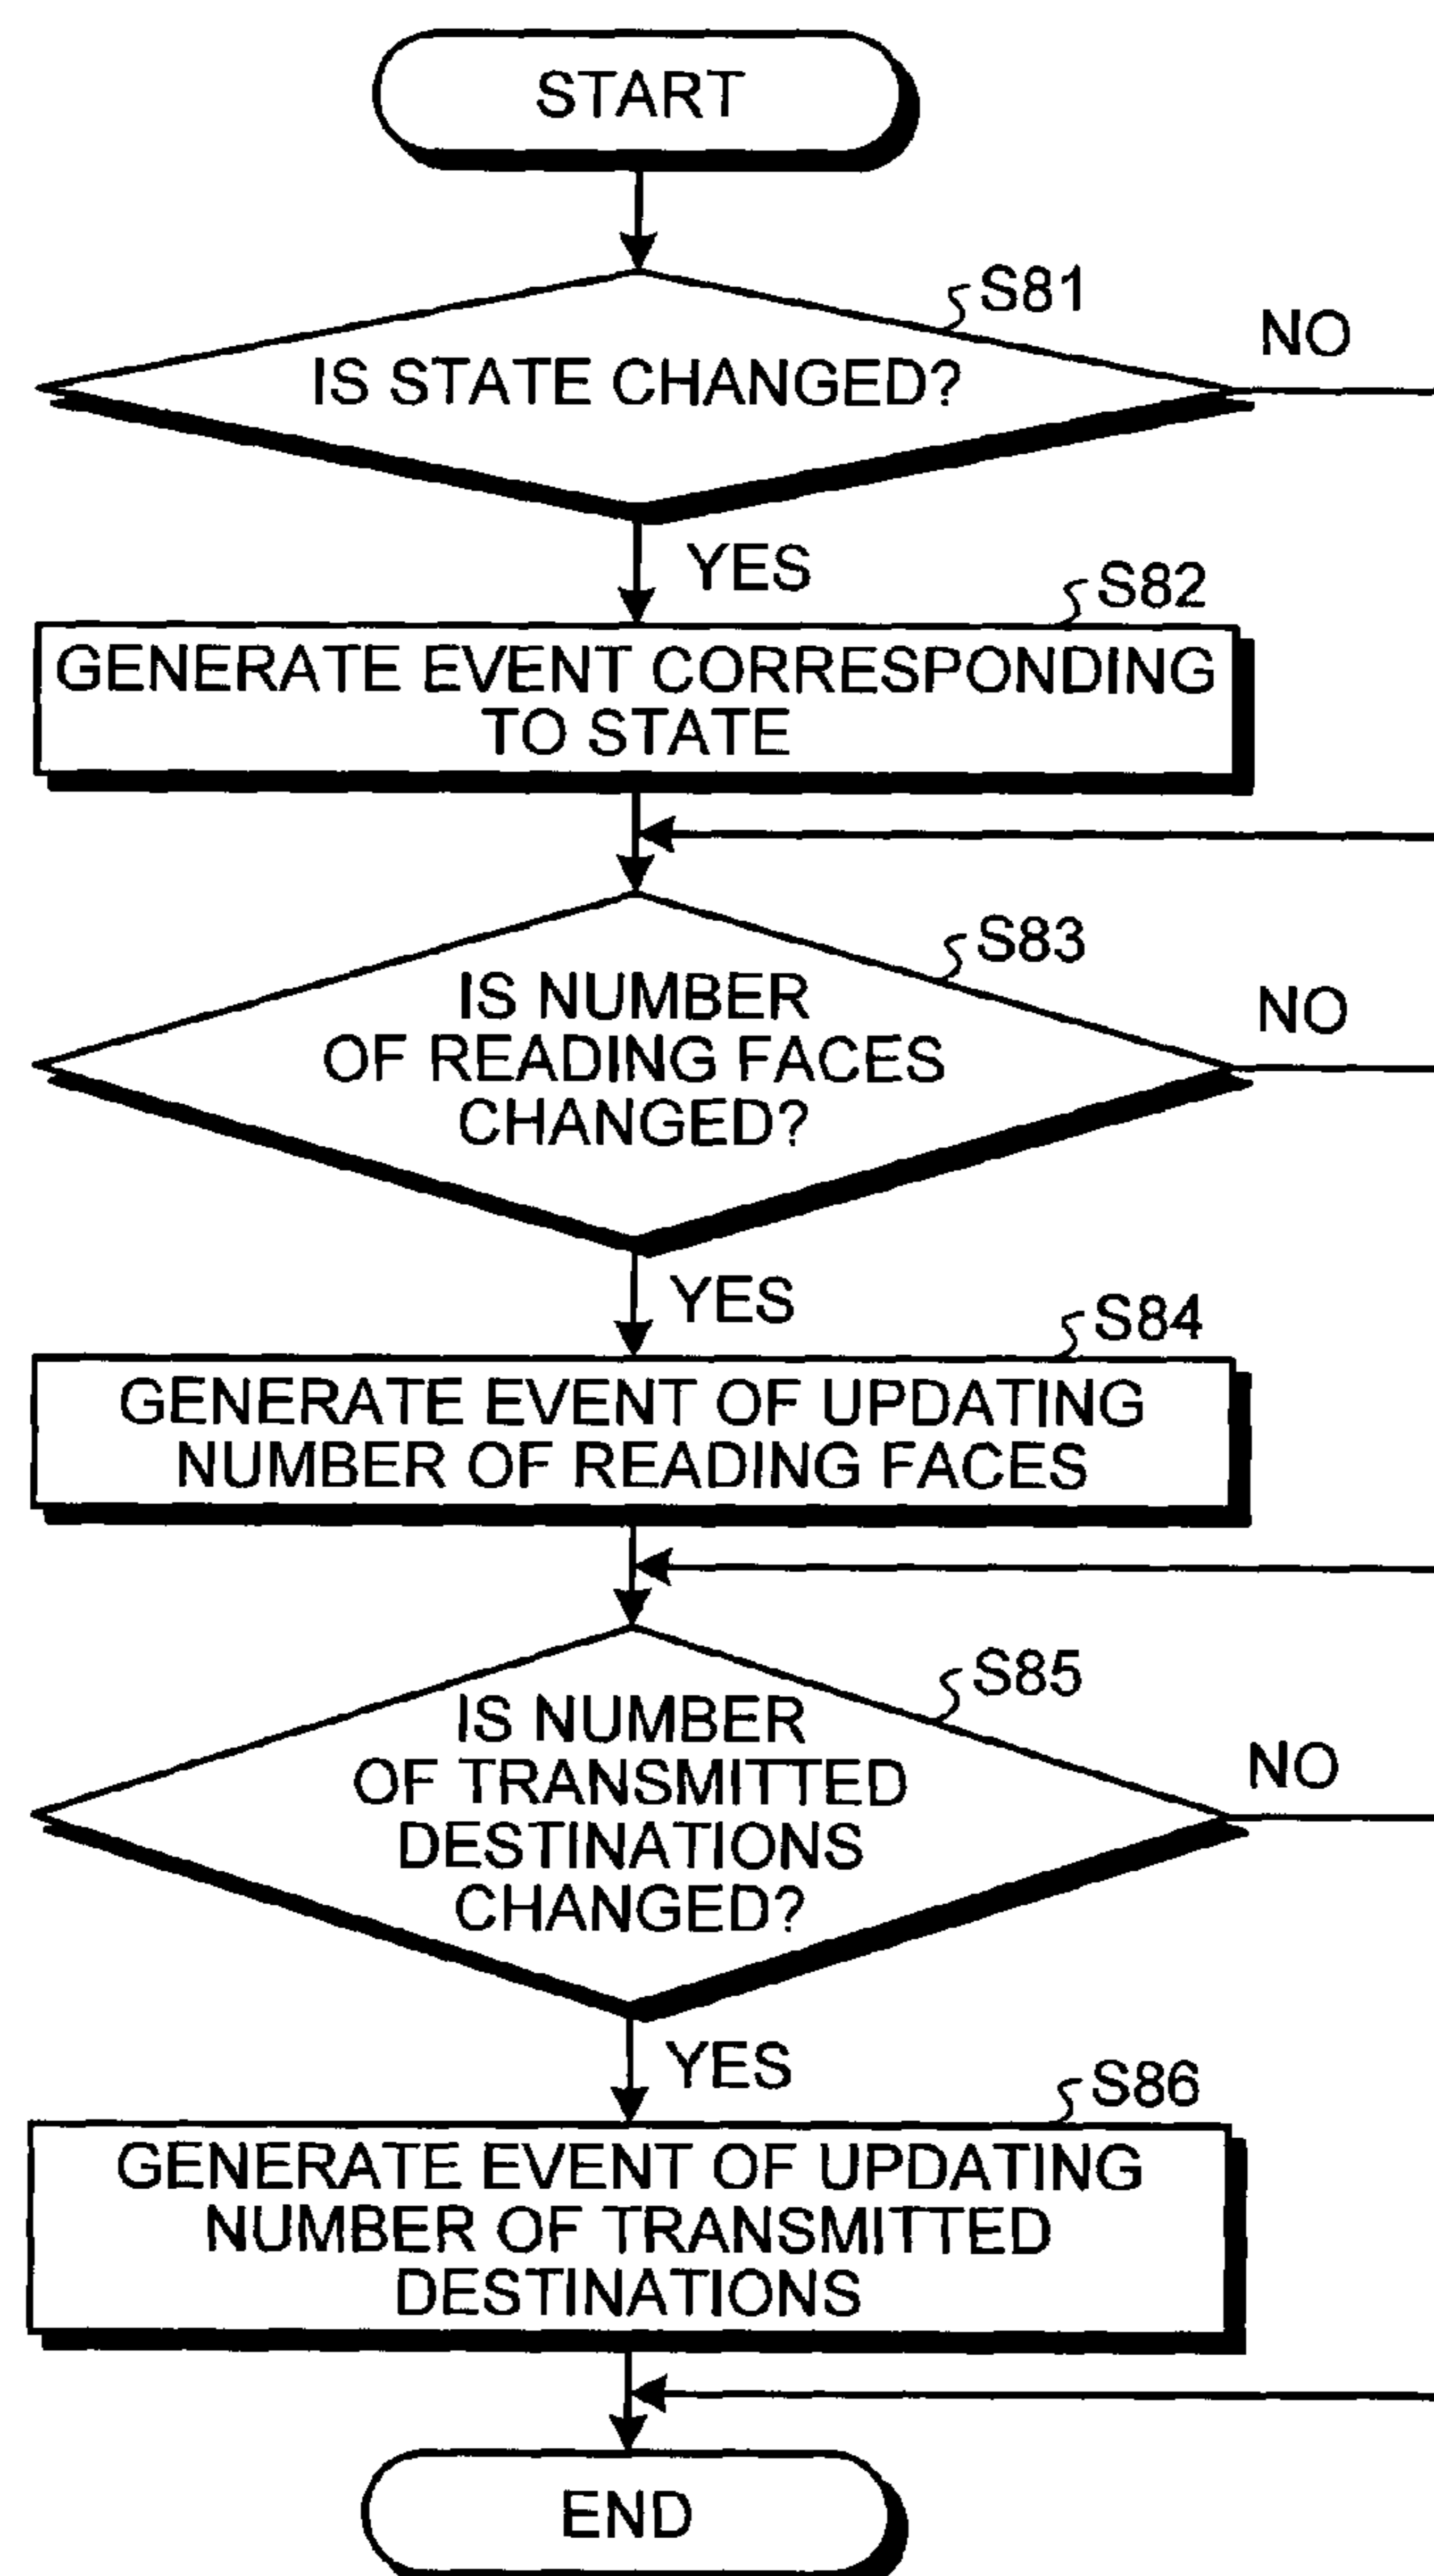 START
S81
NO
IS STATE CHANGED?
YES
S82
GENERATE EVENT CORRESPONDING
TO STATE
S83
IS NUMBER
NO
OF READING FACES
CHANGED?
YES
S84
GENERATE EVENT OF UPDATING
NUMBER OF READING FACES
S85
IS NUMBER
NO
OF TRANSMITTED
DESTINATIONS
CHANGED?
YES
S86
GENERATE EVENT OF UPDATING
NUMBER OF TRANSMITTED
DESTINATIONS
END